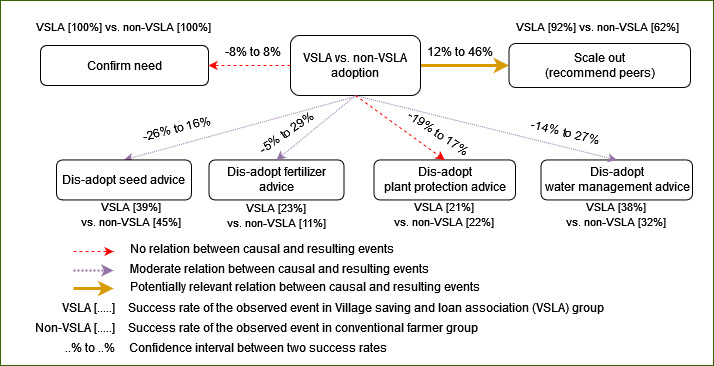 VSLA [100%] vs. non-VSLA [100%]
VSLA [92%] vs. non-VSLA [62%]
Confirm need
-8% to 8%
VSLA vs. non-VSLA
adoption
12% to 46%
Scale out
(recommend peers)
-26% to 16%
-5% to 29%
-19% to 17%
-14% to 27%
Dis-adopt seed advice
Dis-adopt fertilizer
advice
Dis-adopt
plant protection advice
Dis-adopt
water management advice
VSLA [39%]
vs. non-VSLA [45%]
VSLA [23%]
vs. non-VSLA [11%]
VSLA [21%]
vs. non-VSLA [22%]
VSLA [38%]
vs. non-VSLA [32%]
No relation between causal and resulting events
Moderate relation between causal and resulting events
Potentially relevant relation between causal and resulting events
VSLA [.....] Success rate of the observed event in Village saving and loan association (VSLA) group
Non-VSLA [.....] Success rate of the observed event in conventional farmer group
..% to ..% Confidence interval between two success rates